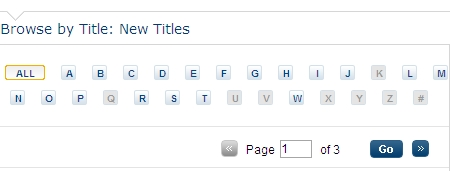 Browse by Title: New Titles
ALL A B C D E F G H I J K L M
N O P Q R S T U V W X Y Z #
« Page 1 of 3 Go »